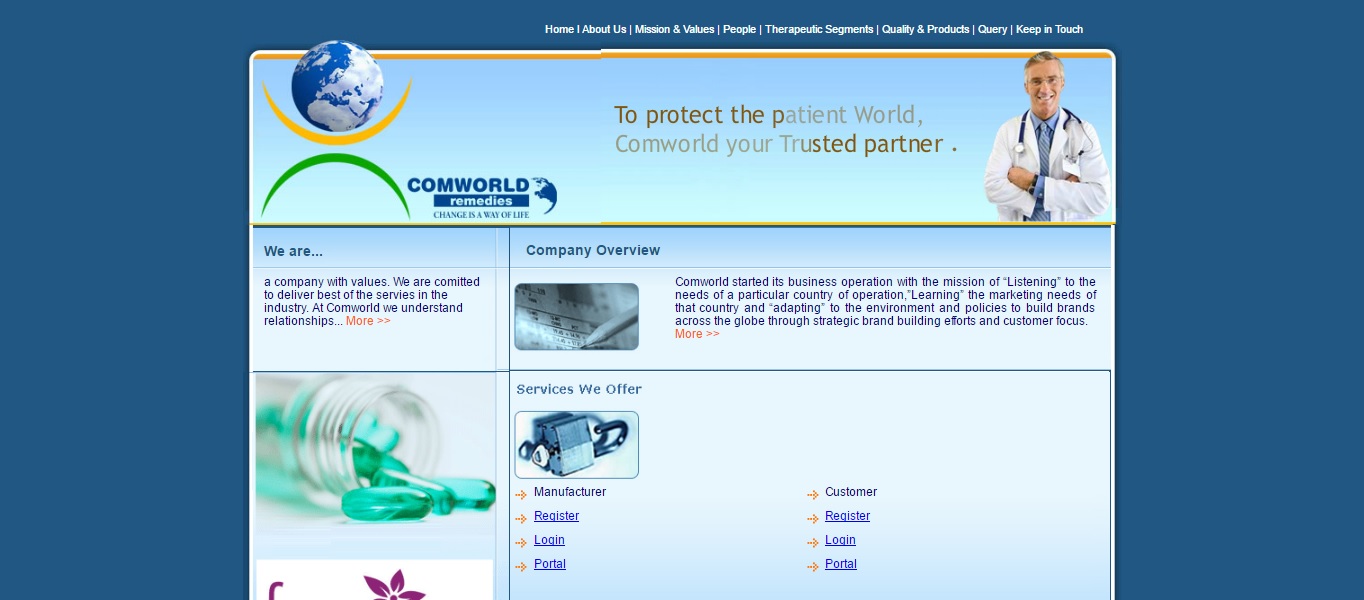 Home l About Us | Mission & Values | People | Therapeutic Segments | Quality & Products | Query | Keep in Touch
To protect the patient World,
Comworld your Trusted partner .
COMWORLD
remedies
CHANGE IS A WAY OF LIFE
We are...
a company with values. We are comitted
to deliver best of the servies in the
industry. At Comworld we understand
relationships... More >>
Company Overview
Comworld started its business operation with the mission of “Listening” to the
needs of a particular country of operation,”Learning” the marketing needs of
that country and “adapting” to the environment and policies to build brands
across the globe through strategic brand building efforts and customer focus.
More >>
Services We Offer
Manufacturer
Register
Login
Portal
Customer
Register
Login
Portal